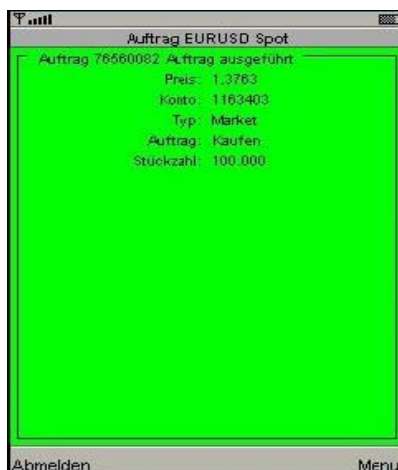 Auftrag EURUSD Spot
Auftrag 76560082 Auftrag ausgeführt
Preis: 1,3763
Konto: 1163403
Typ: Market
Auftrag: Kaufen
Stückzahl: 100.000
Abmelden Menu